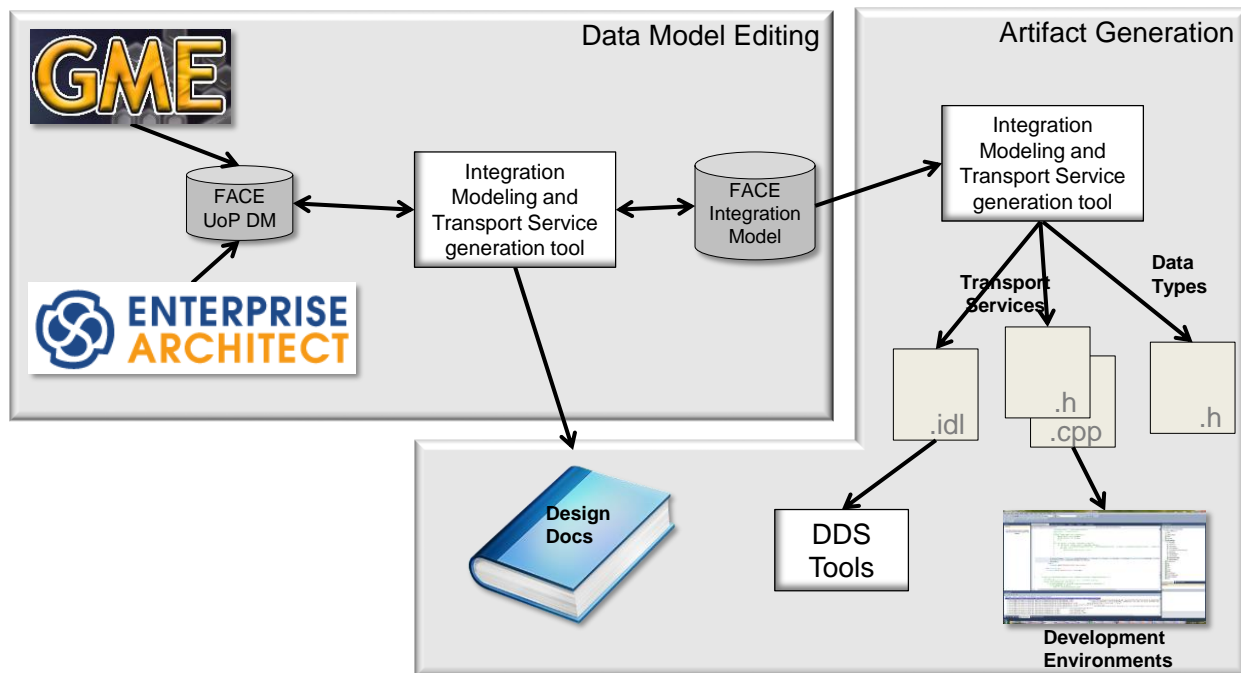 Data Model Editing
Artifact Generation
GME
FACE
UoP DM
ENTERPRISE
ARCHITECT
Integration
Modeling and
Transport Service
generation tool
FACE
Integration
Model
Integration
Modeling and
Transport Service
generation tool
Transport
Services
Data
Types
.idl
.h
.cpp
.h
Design
Docs
DDS
Tools
Development
Environments